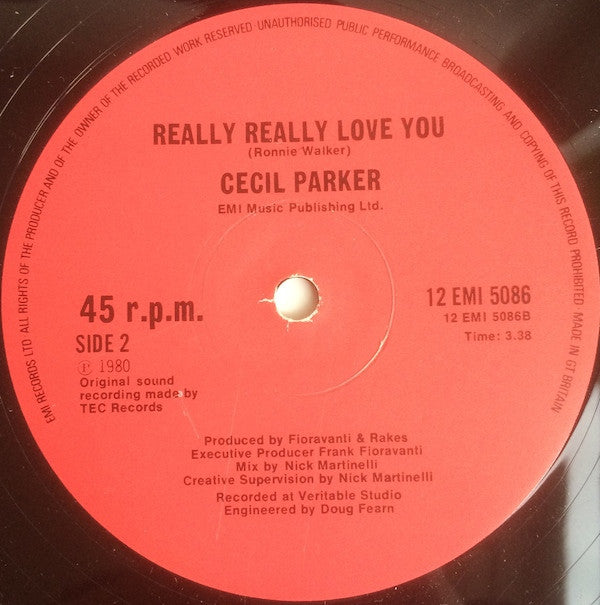 EMI RECORDS LTD ALL RIGHTS OF THE PRODUCER AND OF THE OWNER OF THE RECORDED WORK RESERVED UNAUTHORISED PUBLIC PERFORMANCE BROADCASTING AND COPYING OF THIS RECORD PROHIBITED MADE IN GT BRITAIN
REALLY REALLY LOVE YOU
(Ronnie Walker)
CECIL PARKER
EMI Music Publishing Ltd.
45 r.p.m.
SIDE 2
℗ 1980
Original sound
recording made by
TEC Records
12 EMI 5086
12 EMI 5086B
Time: 3.38
Produced by Fioravanti & Rakes
Executive Producer Frank Fioravanti
Mix by Nick Martinelli
Creative Supervision by Nick Martinelli
Recorded at Veritable Studio
Engineered by Doug Fearn